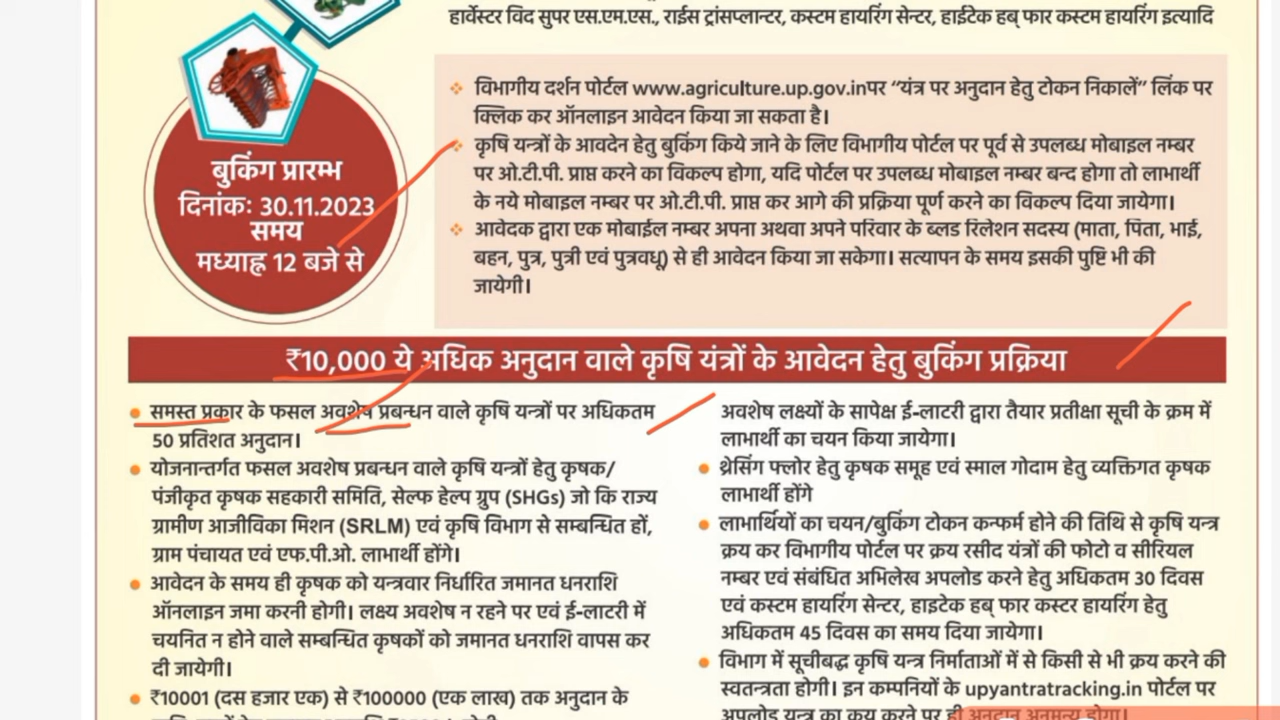 हार्वेस्टर विद सुपर एस.एम.एस., राईस ट्रांसप्लान्टर, कस्टम हायरिंग सेन्टर, हाईटेक हब् फार कस्टम हायरिंग इत्यादि
बुकिंग प्रारम्भ
दिनांकः 30.11.2023
समय
मध्याह्न 12 बजे से
विभागीय दर्शन पोर्टल www.agriculture.up.gov.inपर “यंत्र पर अनुदान हेतु टोकन निकालें” लिंक पर
क्लिक कर ऑनलाइन आवेदन किया जा सकता है।
कृषि यन्त्रों के आवदेन हेतु बुकिंग किये जाने के लिए विभागीय पोर्टल पर पूर्व से उपलब्ध मोबाइल नम्बर
पर ओ.टी.पी. प्राप्त करने का विकल्प होगा, यदि पोर्टल पर उपलब्ध मोबाइल नम्बर बन्द होगा तो लाभार्थी
के नये मोबाइल नम्बर पर ओ.टी.पी. प्राप्त कर आगे की प्रक्रिया पूर्ण करने का विकल्प दिया जायेगा।
आवेदक द्वारा एक मोबाईल नम्बर अपना अथवा अपने परिवार के ब्लड रिलेशन सदस्य (माता, पिता, भाई,
बहन, पुत्र, पुत्री एवं पुत्रवधू) से ही आवेदन किया जा सकेगा। सत्यापन के समय इसकी पुष्टि भी की
जायेगी।
₹10,000 ये अधिक अनुदान वाले कृषि यंत्रों के आवेदन हेतु बुकिंग प्रक्रिया
समस्त प्रकार के फसल अवशेष प्रबन्धन वाले कृषि यन्त्रों पर अधिकतम
50 प्रतिशत अनुदान।
योजनान्तर्गत फसल अवशेष प्रबन्धन वाले कृषि यन्त्रों हेतु कृषक/
पंजीकृत कृषक सहकारी समिति, सेल्फ हेल्प ग्रुप (SHGs) जो कि राज्य
ग्रामीण आजीविका मिशन (SRLM) एवं कृषि विभाग से सम्बन्धित हों,
ग्राम पंचायत एवं एफ.पी.ओ. लाभार्थी होंगे।
आवेदन के समय ही कृषक को यन्त्रवार निर्धारित जमानत धनराशि
ऑनलाइन जमा करनी होगी। लक्ष्य अवशेष न रहने पर एवं ई-लाटरी में
चयनित न होने वाले सम्बन्धित कृषकों को जमानत धनराशि वापस कर
दी जायेगी।
₹10001 (दस हजार एक) से ₹100000 (एक लाख) तक अनुदान के
अवशेष लक्ष्यों के सापेक्ष ई-लाटरी द्वारा तैयार प्रतीक्षा सूची के क्रम में
लाभार्थी का चयन किया जायेगा।
थ्रेसिंग फ्लोर हेतु कृषक समूह एवं स्माल गोदाम हेतु व्यक्तिगत कृषक
लाभार्थी होंगे
लाभार्थियों का चयन/बुकिंग टोकन कन्फर्म होने की तिथि से कृषि यन्त्र
क्रय कर विभागीय पोर्टल पर क्रय रसीद यंत्रों की फोटो व सीरियल
नम्बर एवं संबंधित अभिलेख अपलोड करने हेतु अधिकतम 30 दिवस
एवं कस्टम हायरिंग सेन्टर, हाइटेक हब् फार कस्टर हायरिंग हेतु
अधिकतम 45 दिवस का समय दिया जायेगा।
विभाग में सूचीबद्ध कृषि यन्त्र निर्माताओं में से किसी से भी क्रय करने की
स्वतन्त्रता होगी। इन कम्पनियों के upyantratracking.in पोर्टल पर
अपलोड यन्त्र का क्रय करने पर ही अनुदान अनुमन्य होगा।